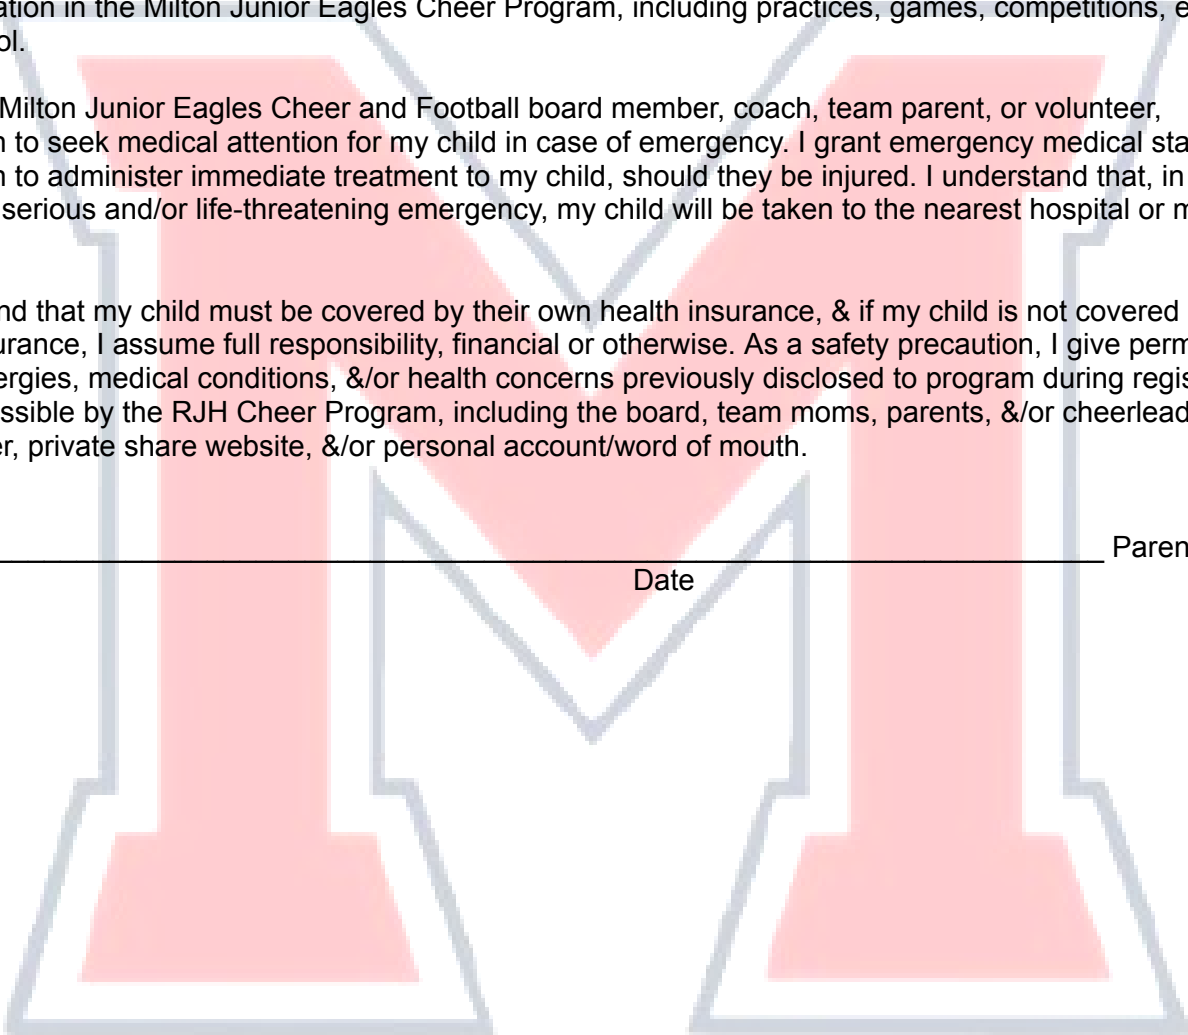 ation in the Milton Junior Eagles Cheer Program, including practices, games, competitions, e
ol.
Milton Junior Eagles Cheer and Football board member, coach, team parent, or volunteer,
n to seek medical attention for my child in case of emergency. I grant emergency medical sta
n to administer immediate treatment to my child, should they be injured. I understand that, in
serious and/or life-threatening emergency, my child will be taken to the nearest hospital or m
nd that my child must be covered by their own health insurance, & if my child is not covered
urance, I assume full responsibility, financial or otherwise. As a safety precaution, I give perm
ergies, medical conditions, &/or health concerns previously disclosed to program during regis
ssible by the RJH Cheer Program, including the board, team moms, parents, &/or cheerlead
er, private share website, &/or personal account/word of mouth.
Paren
Date
M